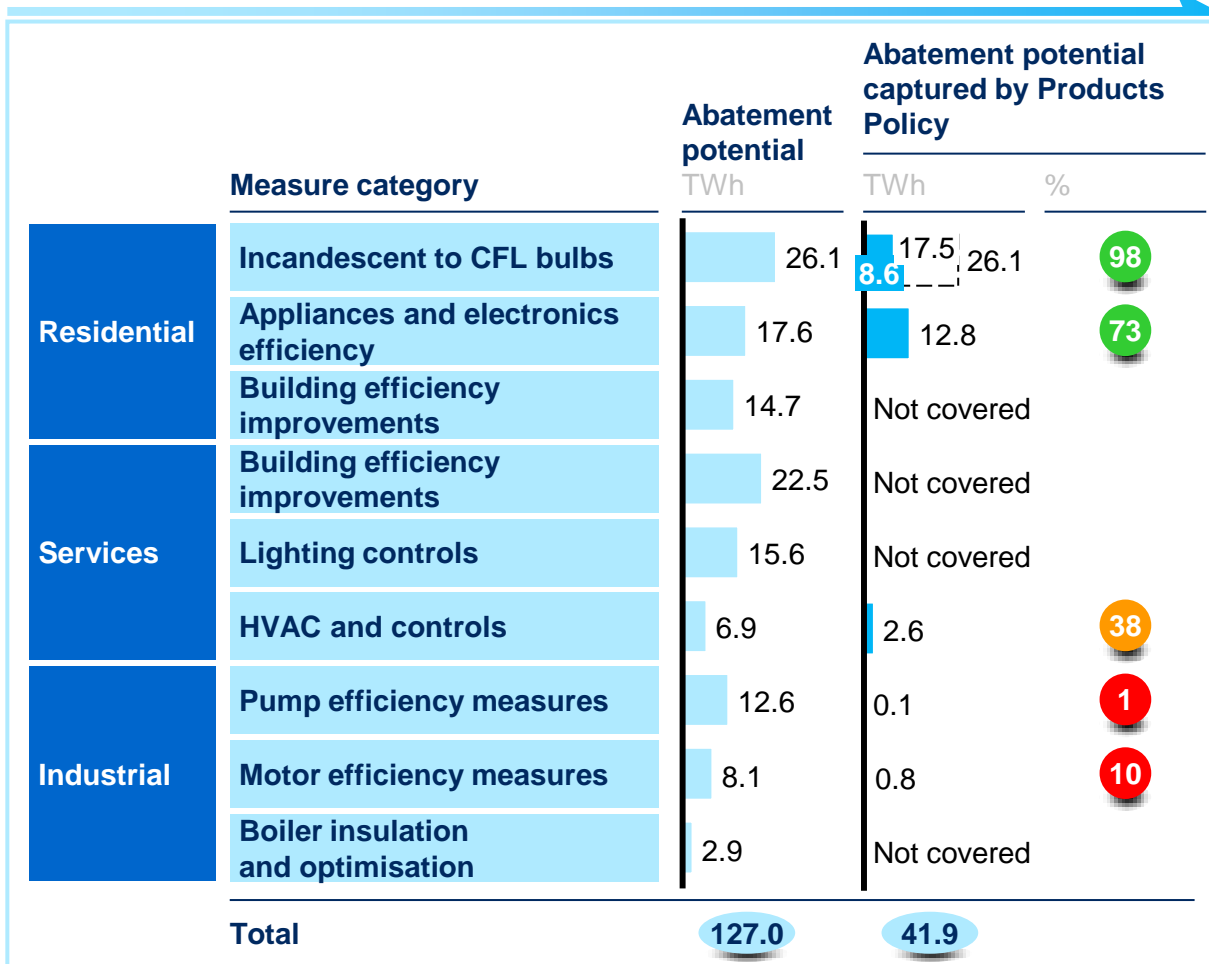 Abatement potential
captured by Products
Policy
Abatement
potential
Measure category
TWh
TWh
%
Residential
Incandescent to CFL bulbs
26.1
8.6
17.5
26.1
98
Appliances and electronics
efficiency
17.6
12.8
73
Building efficiency
improvements
14.7
Not covered
Services
Building efficiency
improvements
22.5
Not covered
Lighting controls
15.6
Not covered
HVAC and controls
6.9
2.6
38
Industrial
Pump efficiency measures
12.6
0.1
1
Motor efficiency measures
8.1
0.8
10
Boiler insulation
and optimisation
2.9
Not covered
Total
127.0
41.9